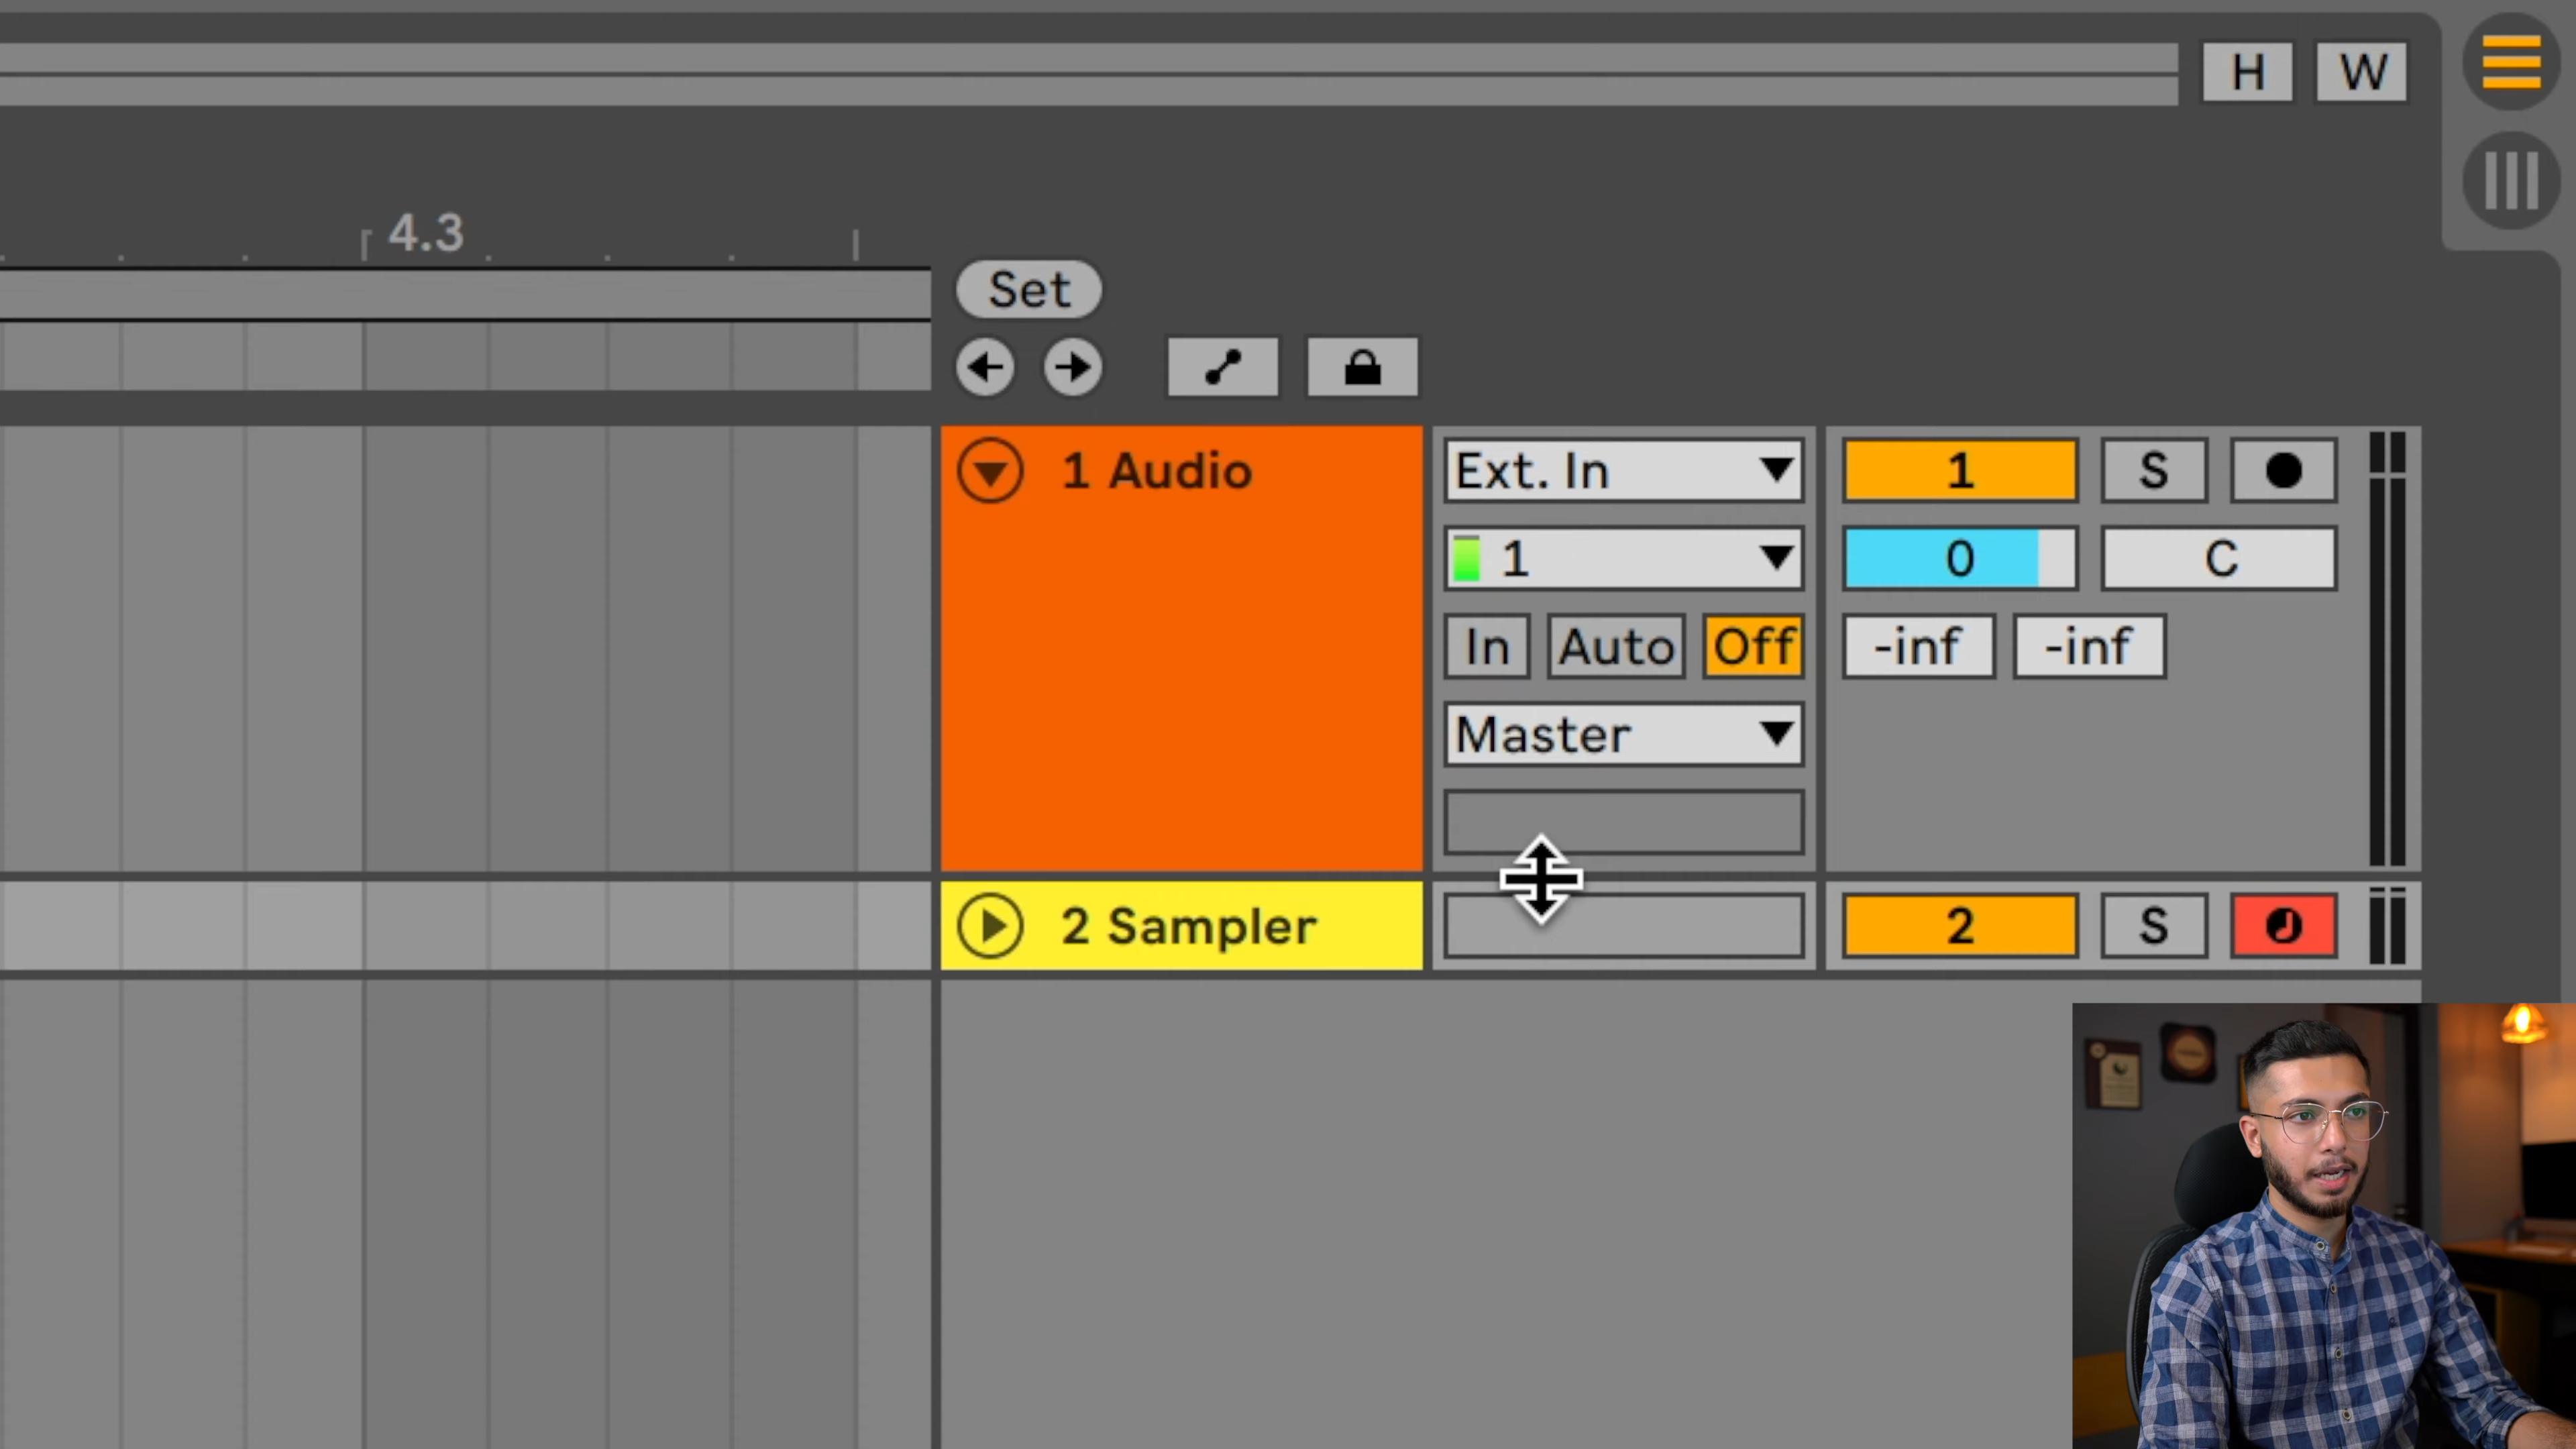 H W
4.3
Set
1 Audio Ext. In 1 S
1 0 C
In Auto Off -inf -inf
Master
2 Sampler 2 S